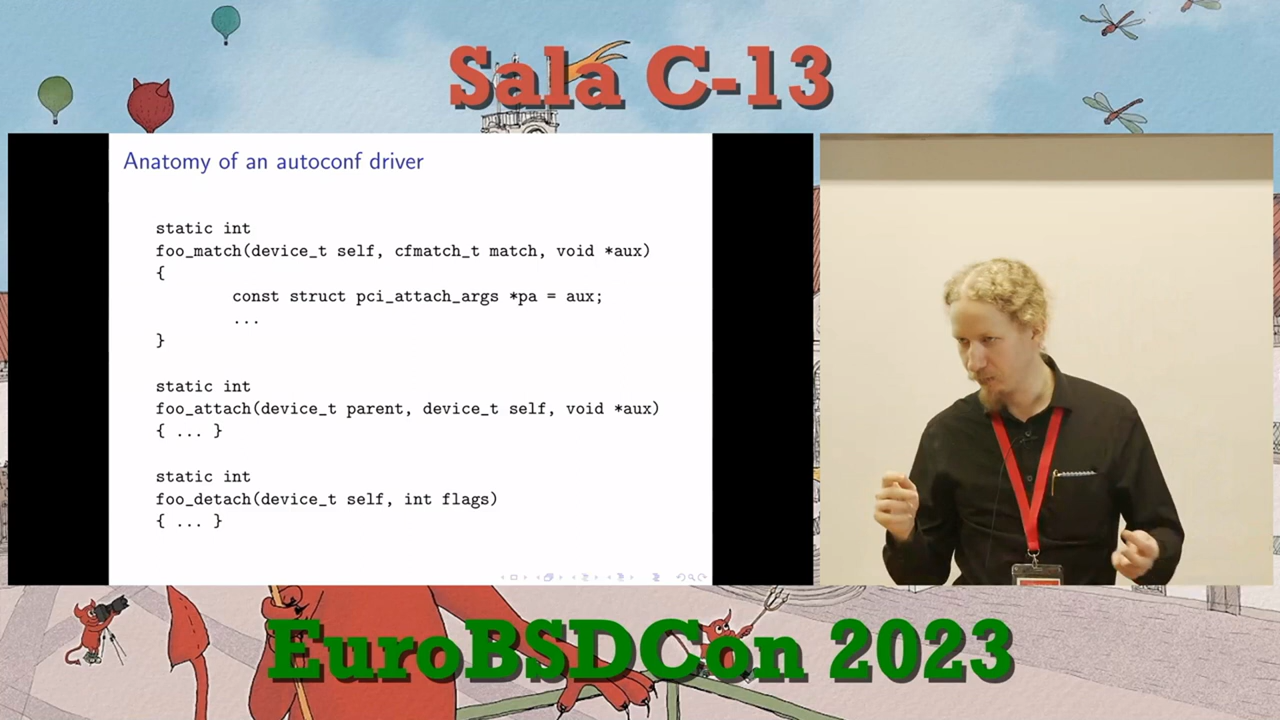 Sala C-13
Anatomy of an autoconf driver
static int
foo_match(device_t self, cfmatch_t match, void *aux)
{
const struct pci_attach_args *pa = aux;
...
}
static int
foo_attach(device_t parent, device_t self, void *aux)
{ ... }
static int
foo_detach(device_t self, int flags)
{ ... }
EuroBSDCon 2023